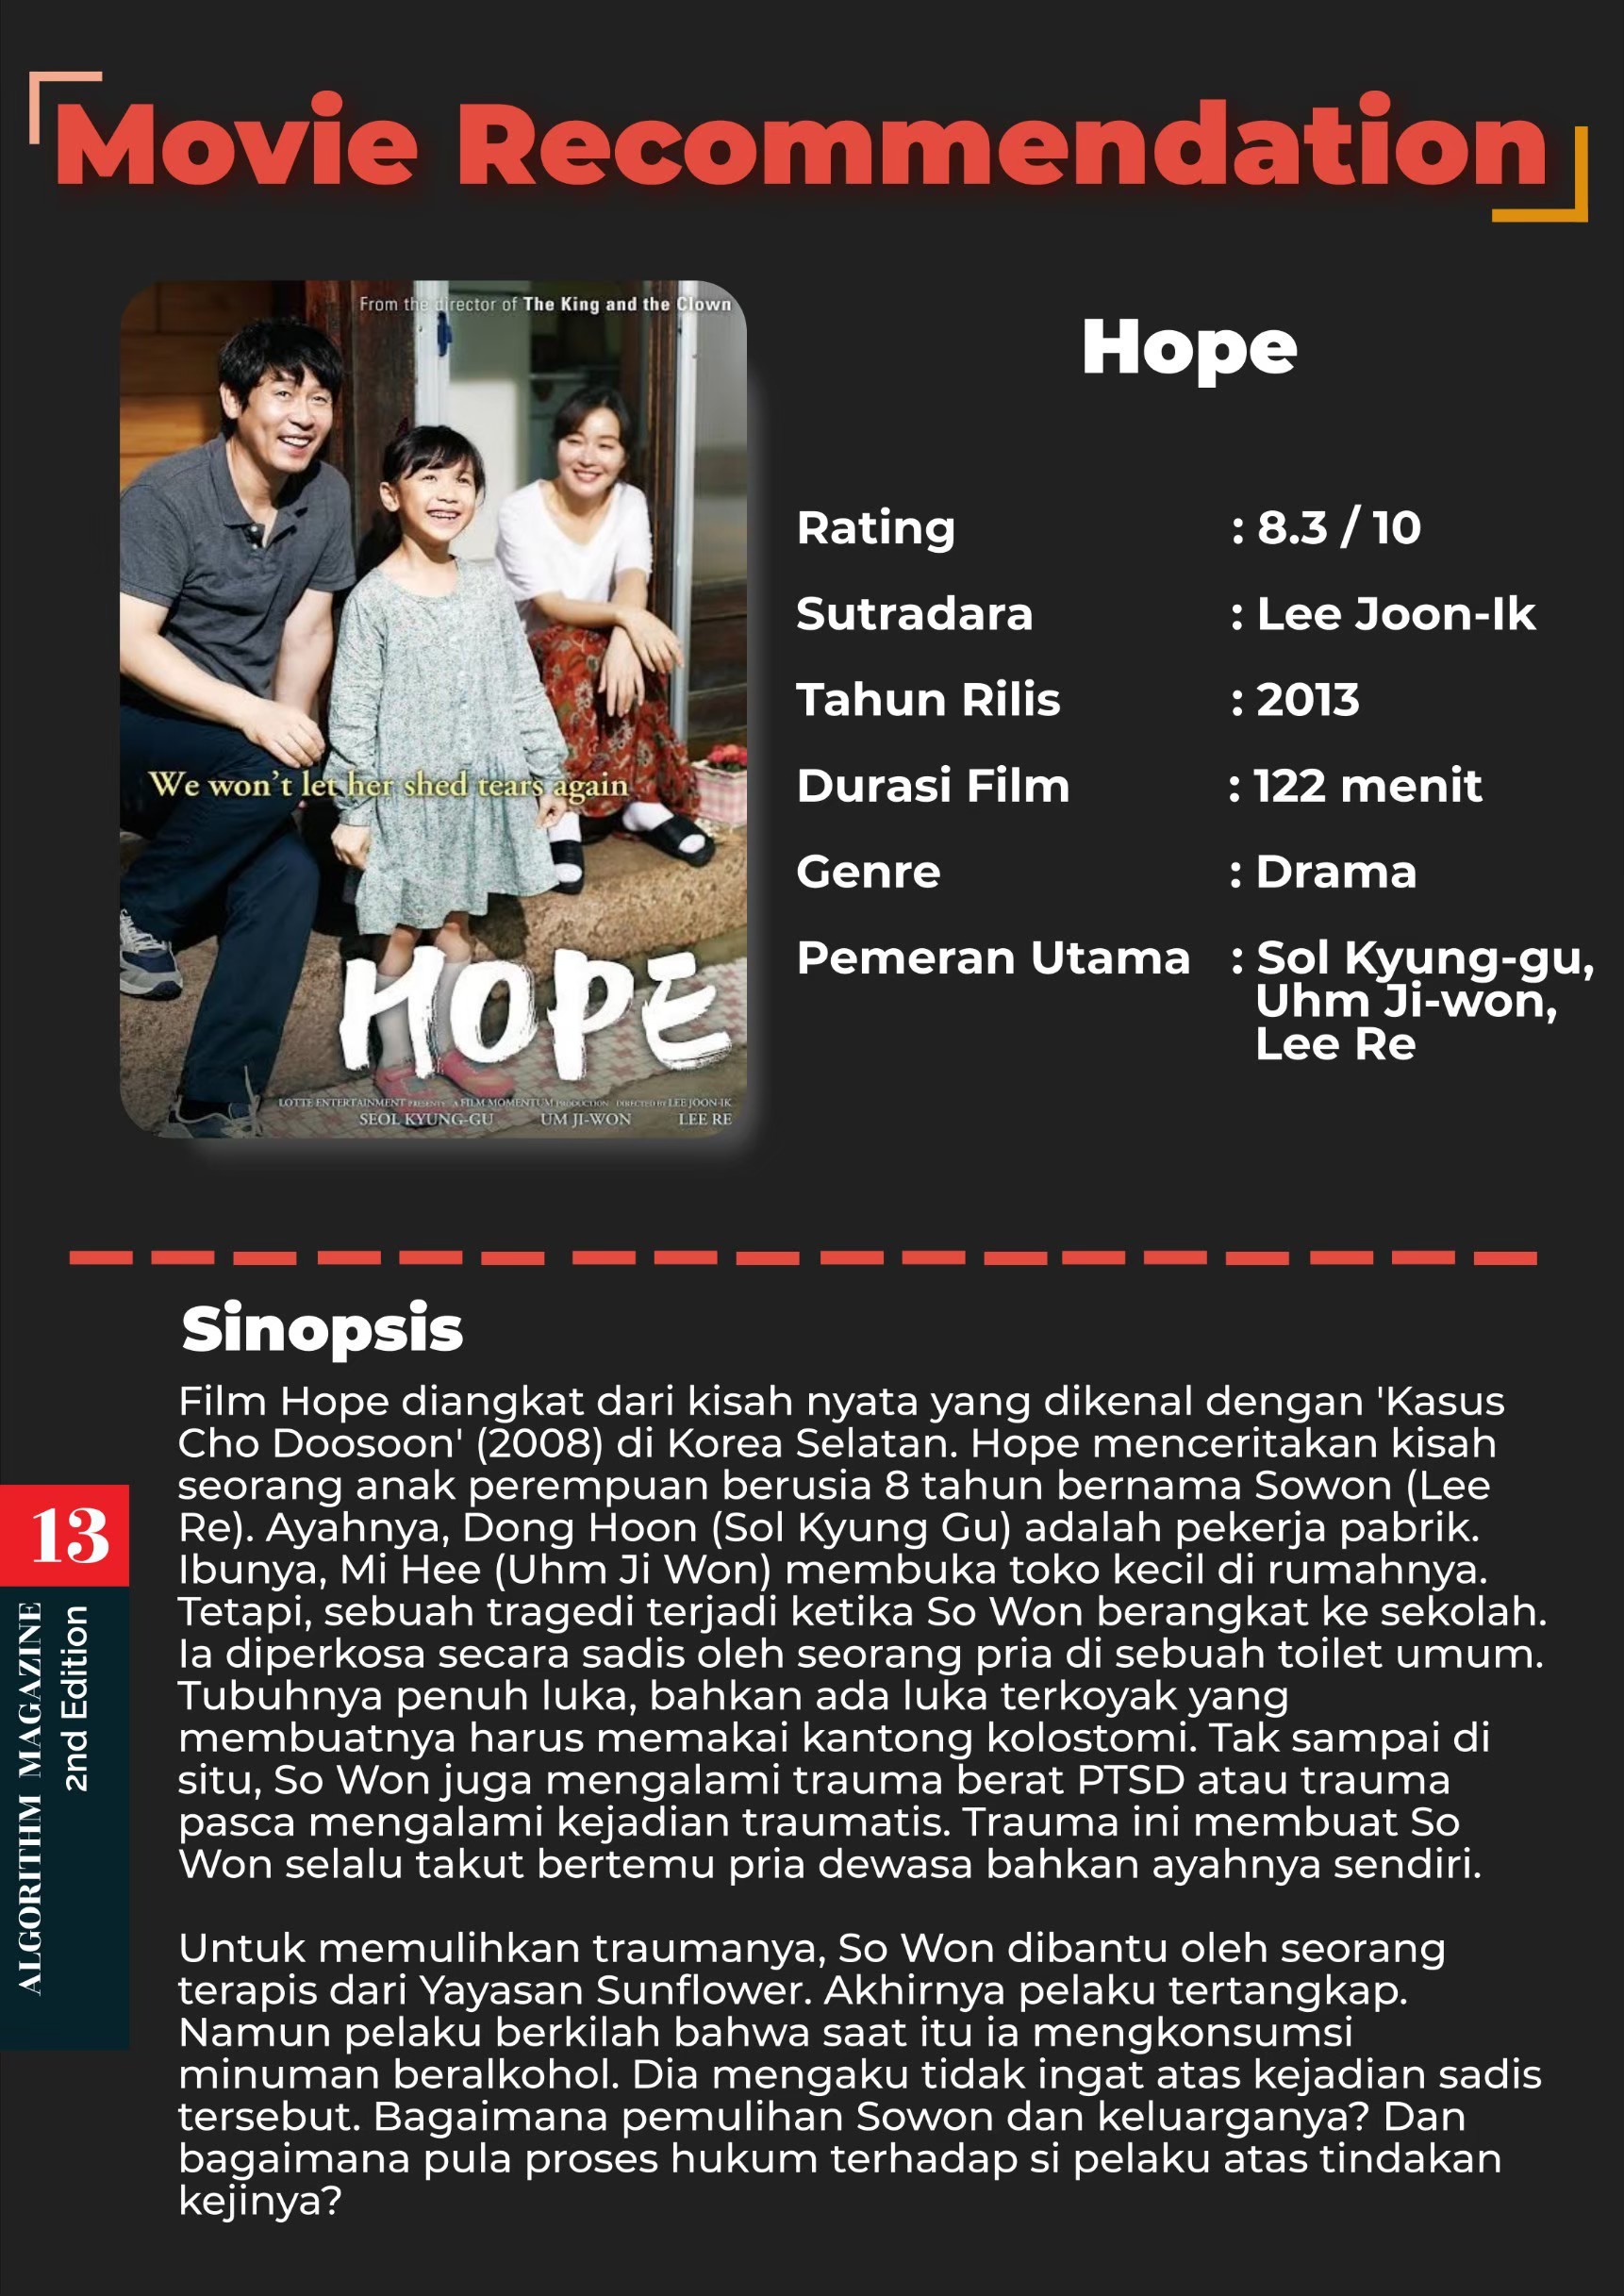 Movie Recommendation
From the director of The King and the Clown
We won't let her shed tears again
HOPE
LOTTE ENTERTAINMENT PRESENTS A FILM MOMENTUM PRODUCTION DIRECTED BY LEE JOON-IK
SEOL KYUNG-GU UM JI-WON LEE RE
Hope
Rating : 8.3 / 10
Sutradara : Lee Joon-Ik
Tahun Rilis : 2013
Durasi Film : 122 menit
Genre : Drama
Pemeran Utama : Sol Kyung-gu,
Uhm Ji-won,
Lee Re
Sinopsis
Film Hope diangkat dari kisah nyata yang dikenal dengan 'Kasus
Cho Doosoon' (2008) di Korea Selatan. Hope menceritakan kisah
seorang anak perempuan berusia 8 tahun bernama Sowon (Lee
Re). Ayahnya, Dong Hoon (Sol Kyung Gu) adalah pekerja pabrik.
Ibunya, Mi Hee (Uhm Ji Won) membuka toko kecil di rumahnya.
Tetapi, sebuah tragedi terjadi ketika So Won berangkat ke sekolah.
Ia diperkosa secara sadis oleh seorang pria di sebuah toilet umum.
Tubuhnya penuh luka, bahkan ada luka terkoyak yang
membuatnya harus memakai kantong kolostomi. Tak sampai di
situ, So Won juga mengalami trauma berat PTSD atau trauma
pasca mengalami kejadian traumatis. Trauma ini membuat So
Won selalu takut bertemu pria dewasa bahkan ayahnya sendiri.
Untuk memulihkan traumanya, So Won dibantu oleh seorang
terapis dari Yayasan Sunflower. Akhirnya pelaku tertangkap.
Namun pelaku berkilah bahwa saat itu ia mengkonsumsi
minuman beralkohol. Dia mengaku tidak ingat atas kejadian sadis
tersebut. Bagaimana pemulihan Sowon dan keluarganya? Dan
bagaimana pula proses hukum terhadap si pelaku atas tindakan
kejinya?
13
ALGORITHM MAGAZINE
2nd Edition